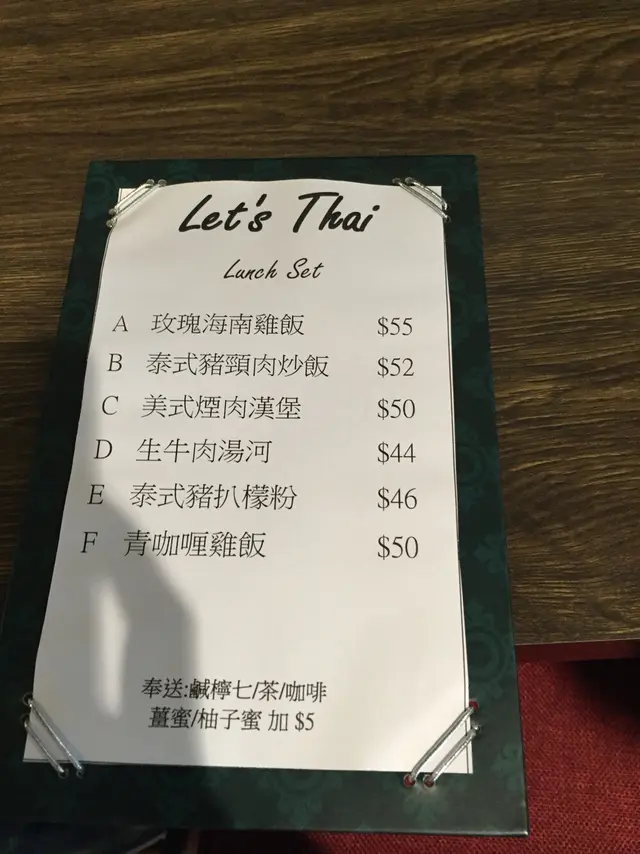 Let's Thai
Lunch Set
A 玫瑰海南雞飯 $55
B 泰式豬頸肉炒飯 $52
C 美式煙肉漢堡 $50
D 生牛肉湯河 $44
E 泰式豬扒檬粉 $46
F 青咖喱雞飯 $50
奉送:鹹檸七/茶/咖啡
薑蜜/柚子蜜 加 $5